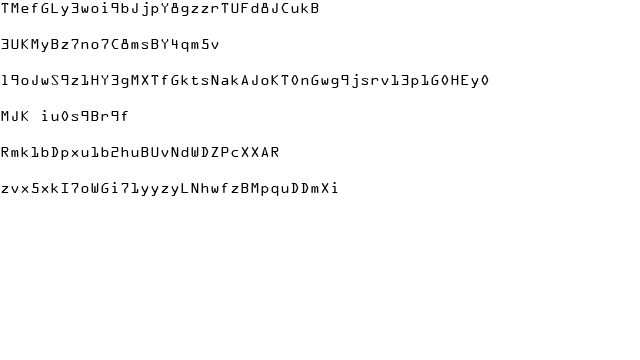 TMefGLy3woi9bJjpY8gzzrTUFd8JCukB
3UKMyBz7no7C8msBY4qm5v
19oJwS9z1HY3gMXTfGktsNakAJoKT0nGwg9jsrv13p1G0HEy0
MJK iu0s9Br9f
Rmk1bDpxu1b2huBUvNdWDZPcXXAR
zvx5xkI7oWGi71yyzyLNhwfzBMpquDDmXi